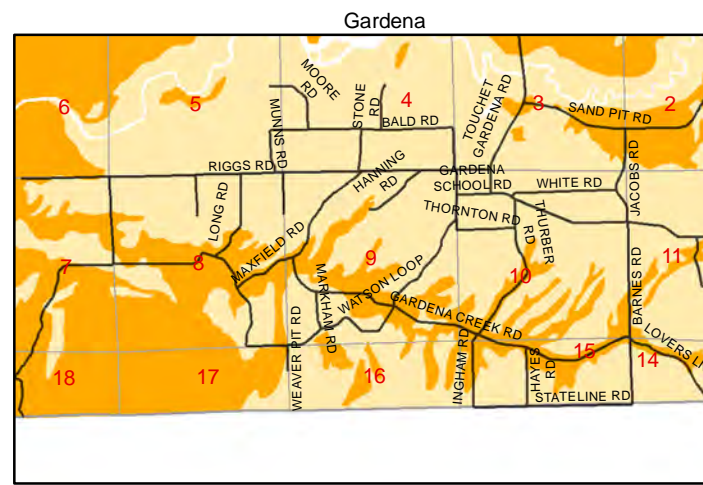 Gardena
MOORE
RD
STONE
RD
4
5
6
3
2
TOUCHET
GARDENA RD
SAND PIT RD
BALD RD
MUNNS RD
RIGGS RD
HANNING
RD
GARDENA
SCHOOL RD
WHITE RD
JACOBS RD
LONG RD
THORNTON RD
THURBER
RD
MAXFIELD RD
7
8
9
10
11
MARKHAM RD
WATSON LOOP
GARDENA CREEK RD
BARNES RD
WEAVER PIT RD
INGHAM RD
HAYES
RD
LOVERS L
18
17
16
15
14
STATELINE RD